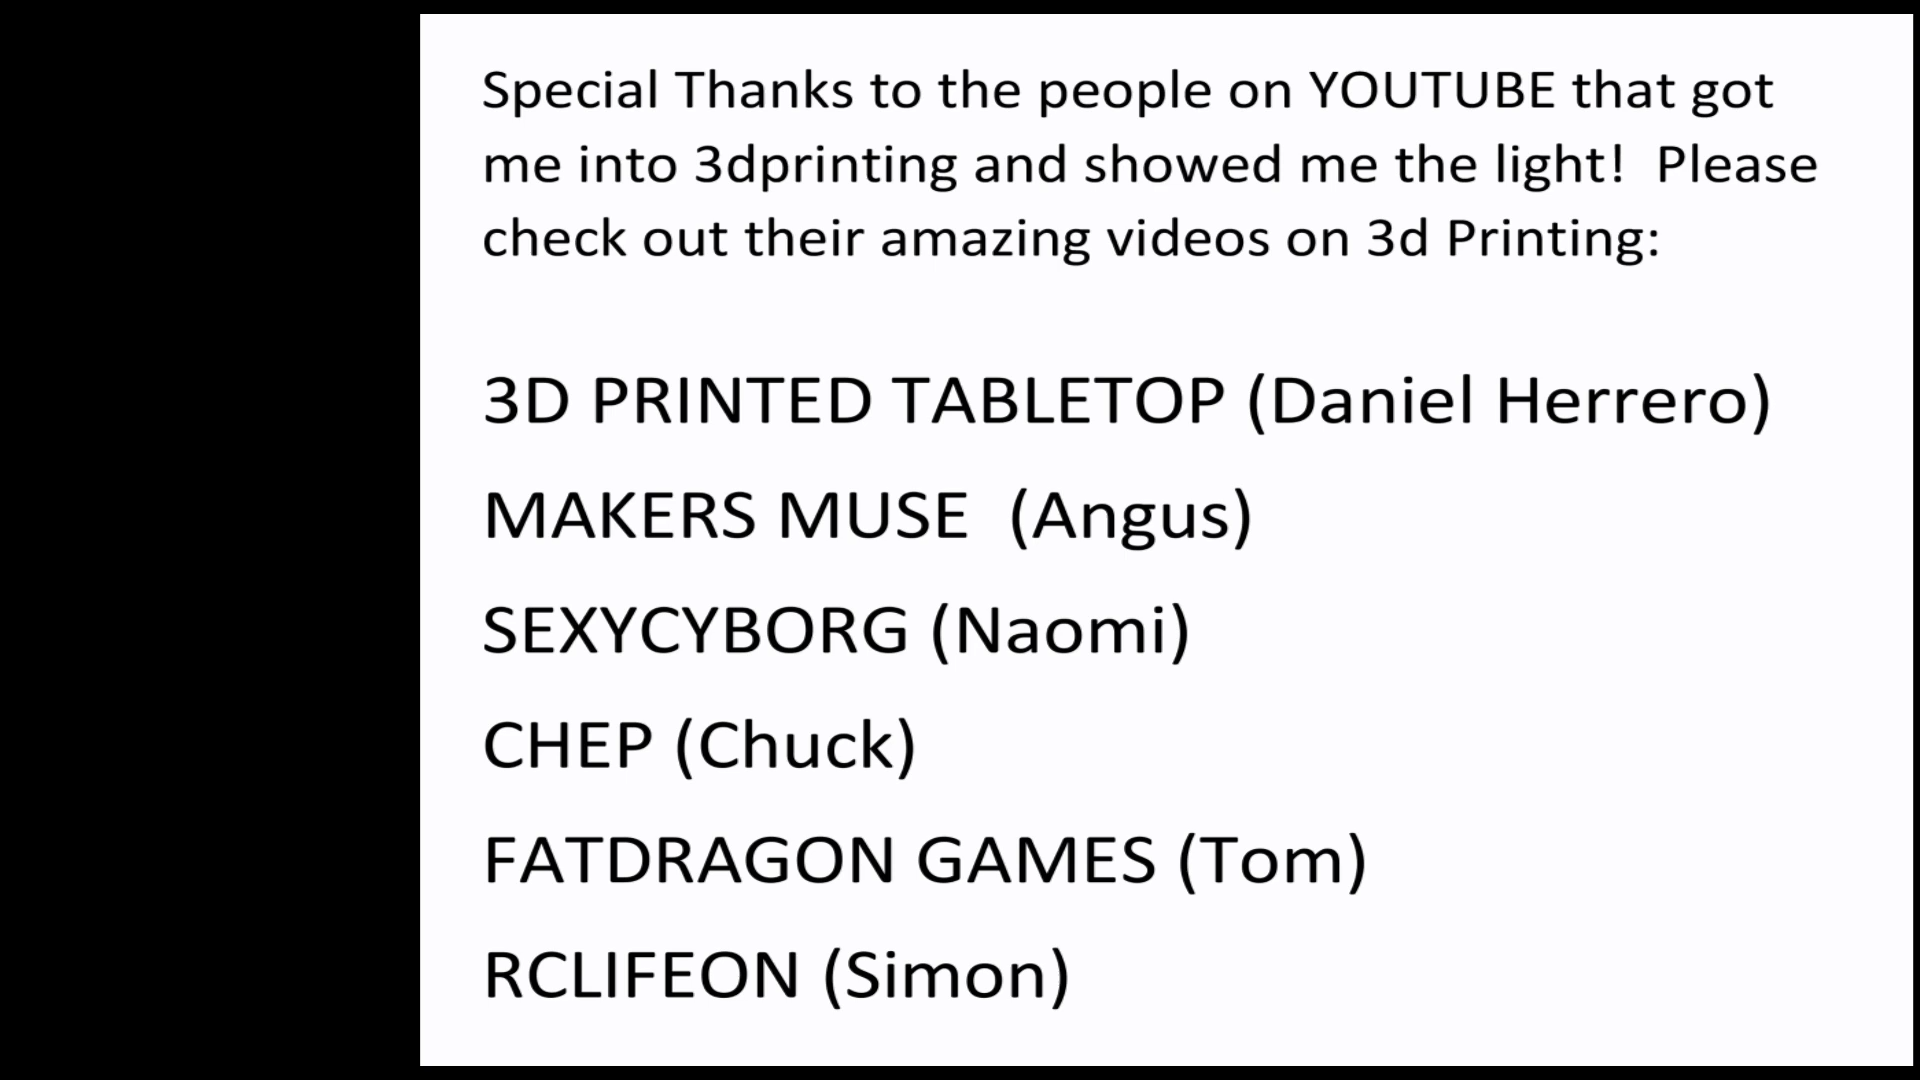 Special Thanks to the people on YOUTUBE that got
me into 3dprinting and showed me the light!  Please
check out their amazing videos on 3d Printing:
3D PRINTED TABLETOP (Daniel Herrero)
MAKERS MUSE  (Angus)
SEXYCYBORG (Naomi)
CHEP (Chuck)
FATDRAGON GAMES (Tom)
RCLIFEON (Simon)